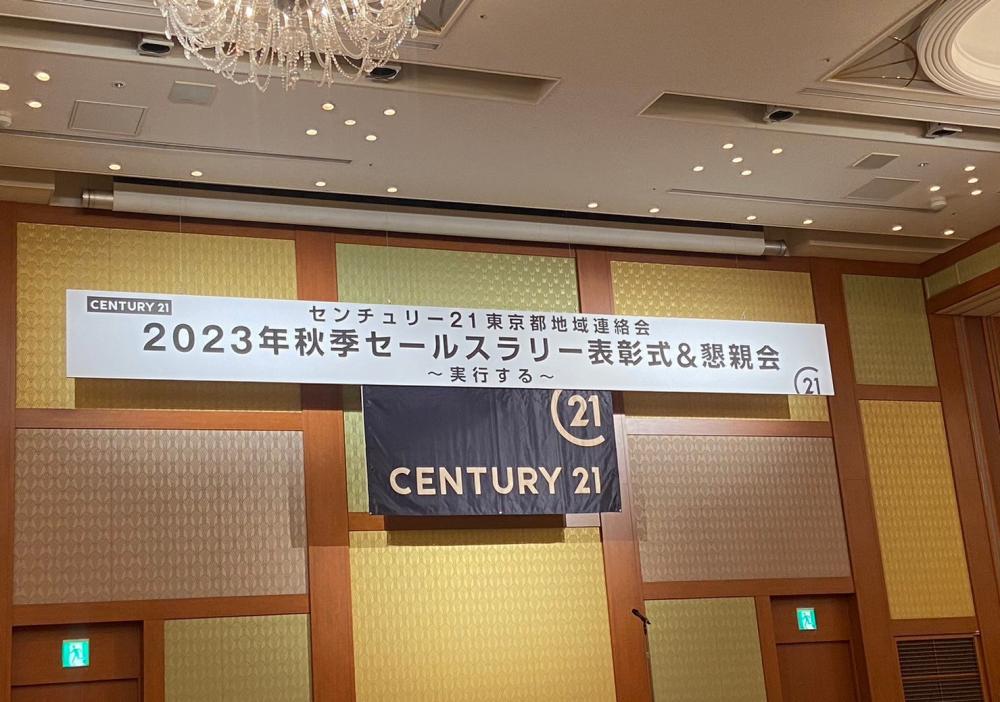 CENTURY 21
センチュリー21東京都地域連絡会
2023年秋季セールスラリー表彰式&懇親会
～実行する～
21
21
CENTURY 21